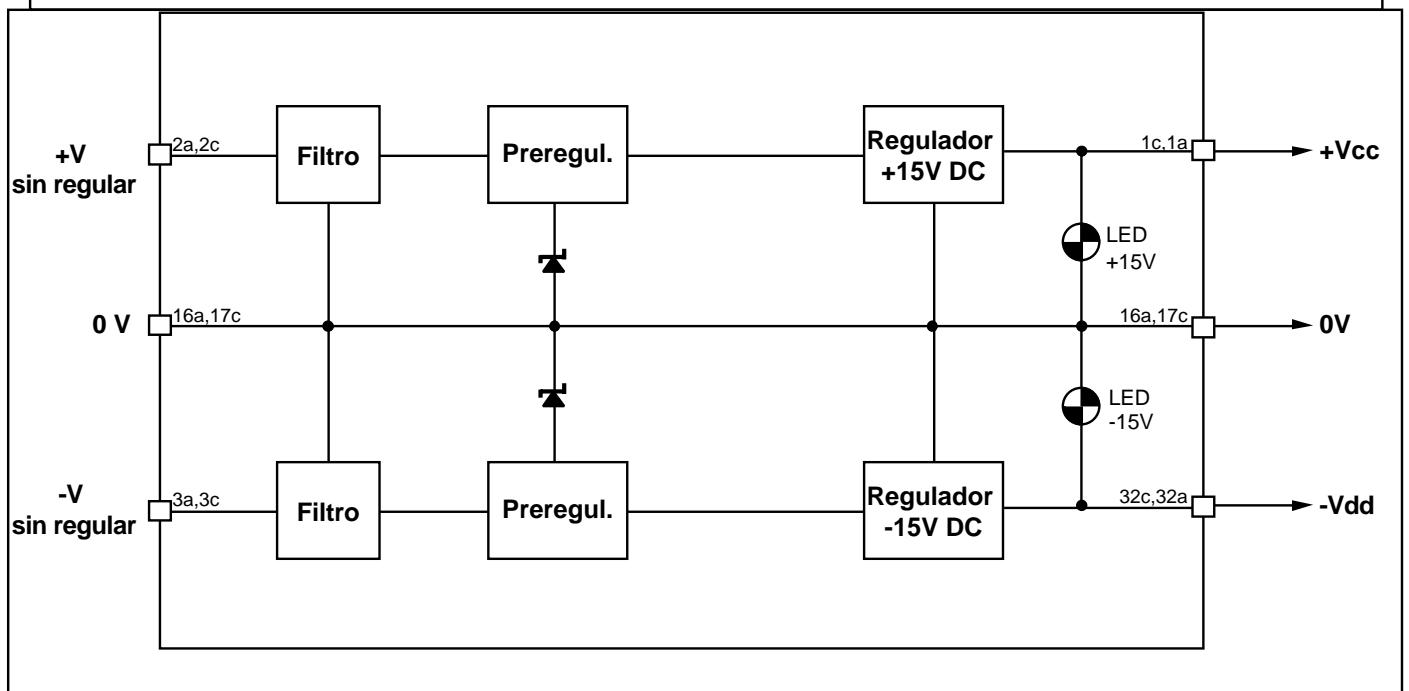 +V
sin regular
2a,2c
Filtro
Preregul.
Regulador
+15V DC
1c,1a
+Vcc
LED
+15V
0 V
16a,17c
16a,17c
0V
LED
-15V
-V
sin regular
3a,3c
Filtro
Preregul.
Regulador
-15V DC
32c,32a
-Vdd